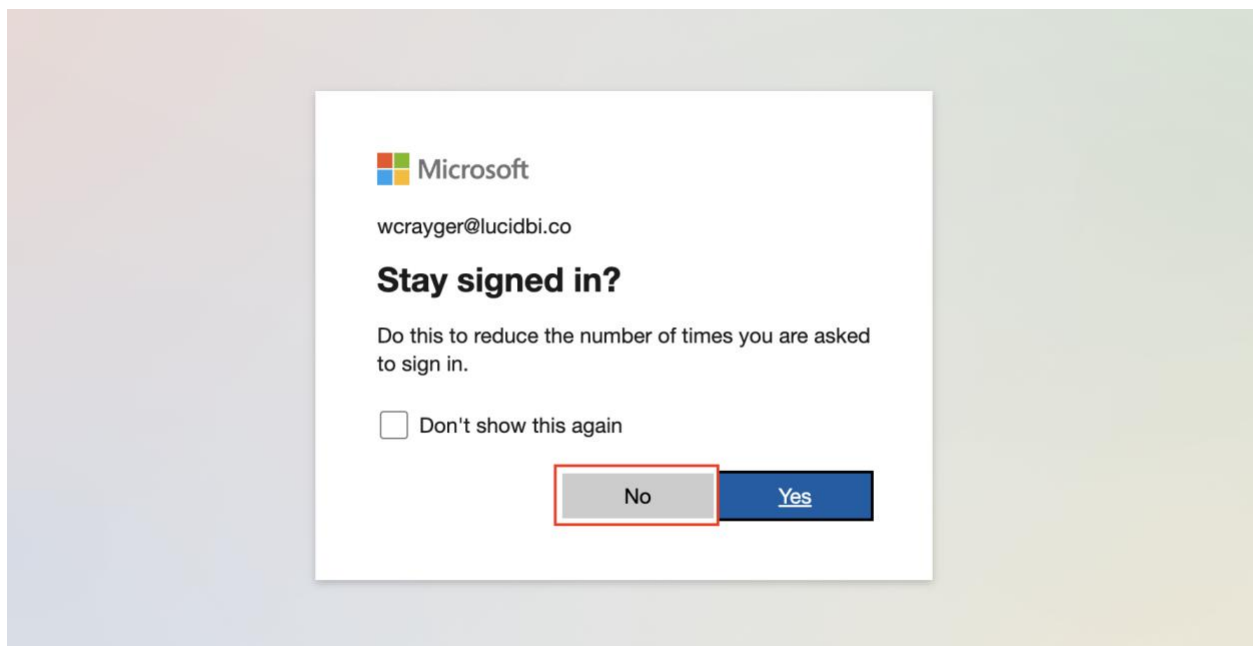 Microsoft
wcrayger@lucidbi.co
Stay signed in?
Do this to reduce the number of times you are asked
to sign in.
Don't show this again
No
Yes